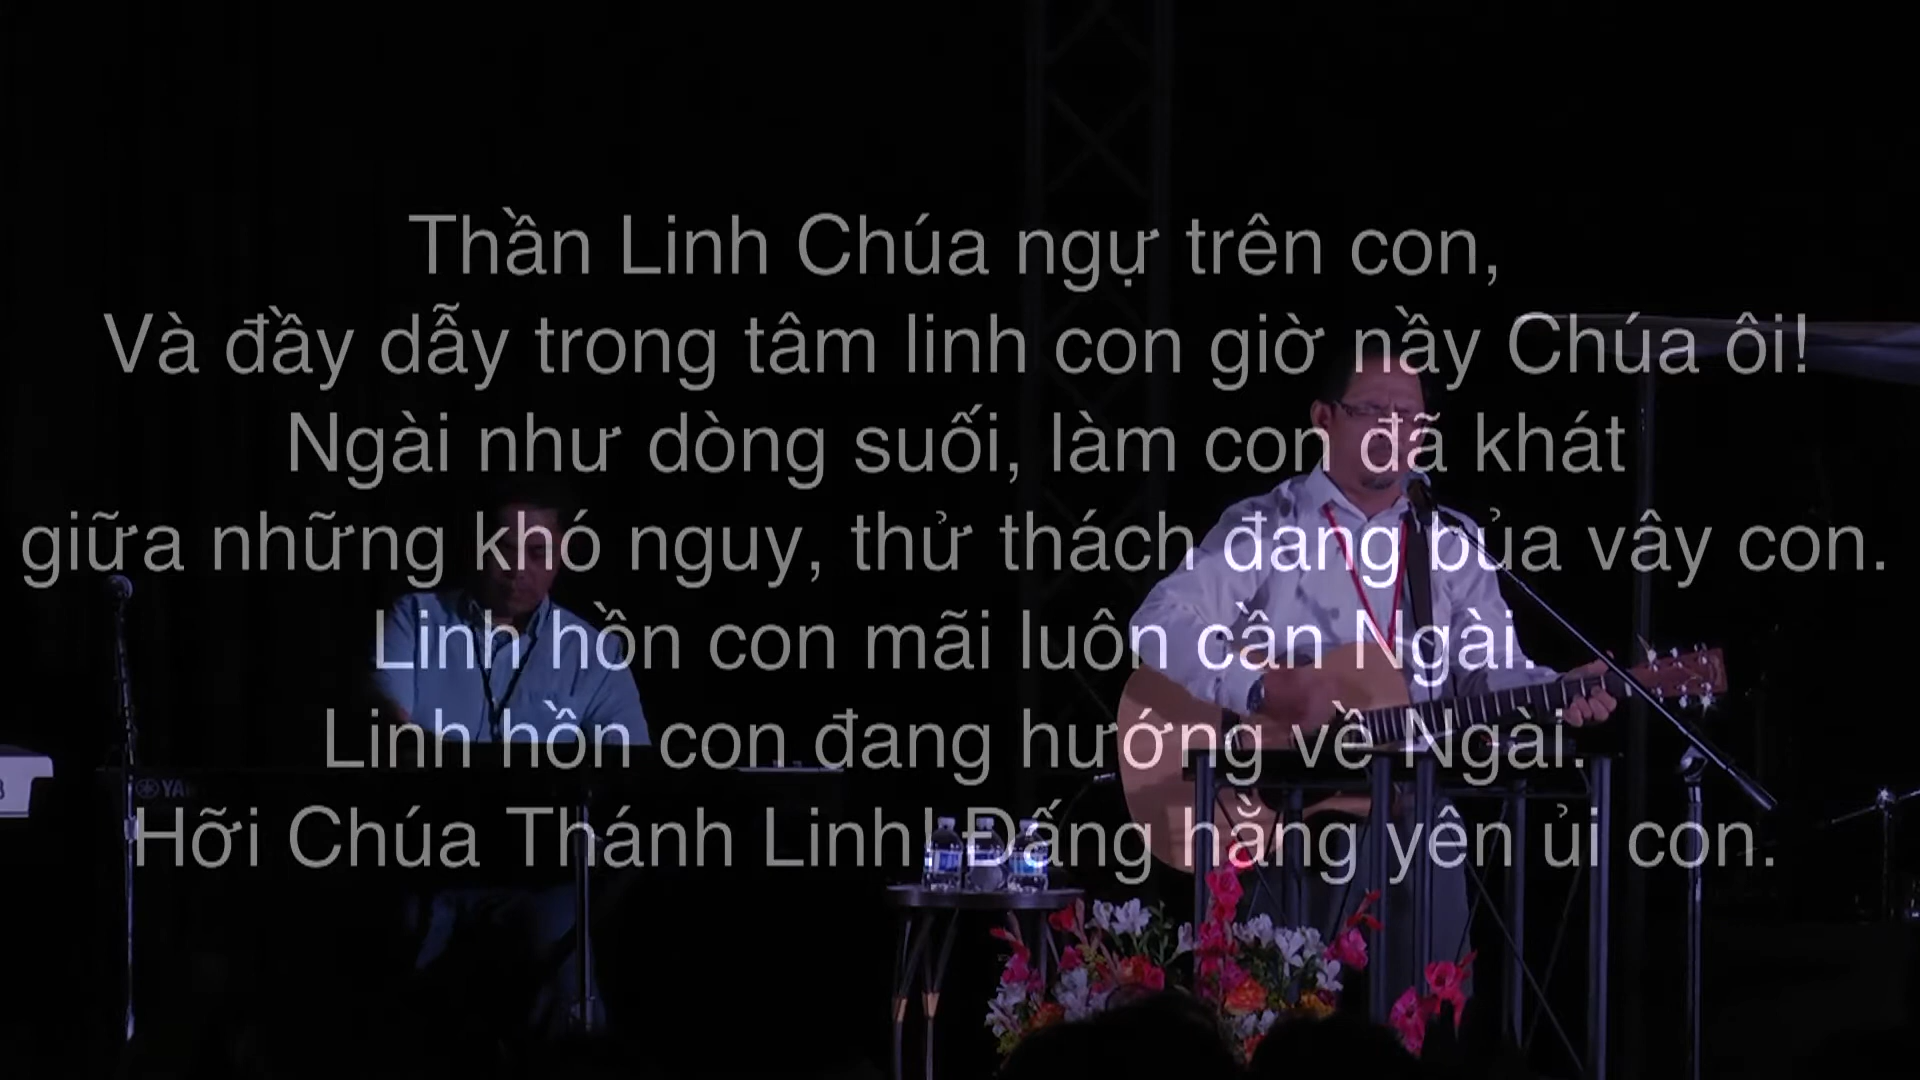 Thần Linh Chúa ngự trên con,
Và đầy dẫy trong tâm linh con giờ nầy Chúa ôi!
Ngài như dòng suối, làm con đã khát
giữa những khó nguy, thử thách đang bủa vây con.
Linh hồn con mãi luôn cần Ngài.
Linh hồn con đang hướng về Ngài.
Hỡi Chúa Thánh Linh! Đấng hằng yên ủi con.